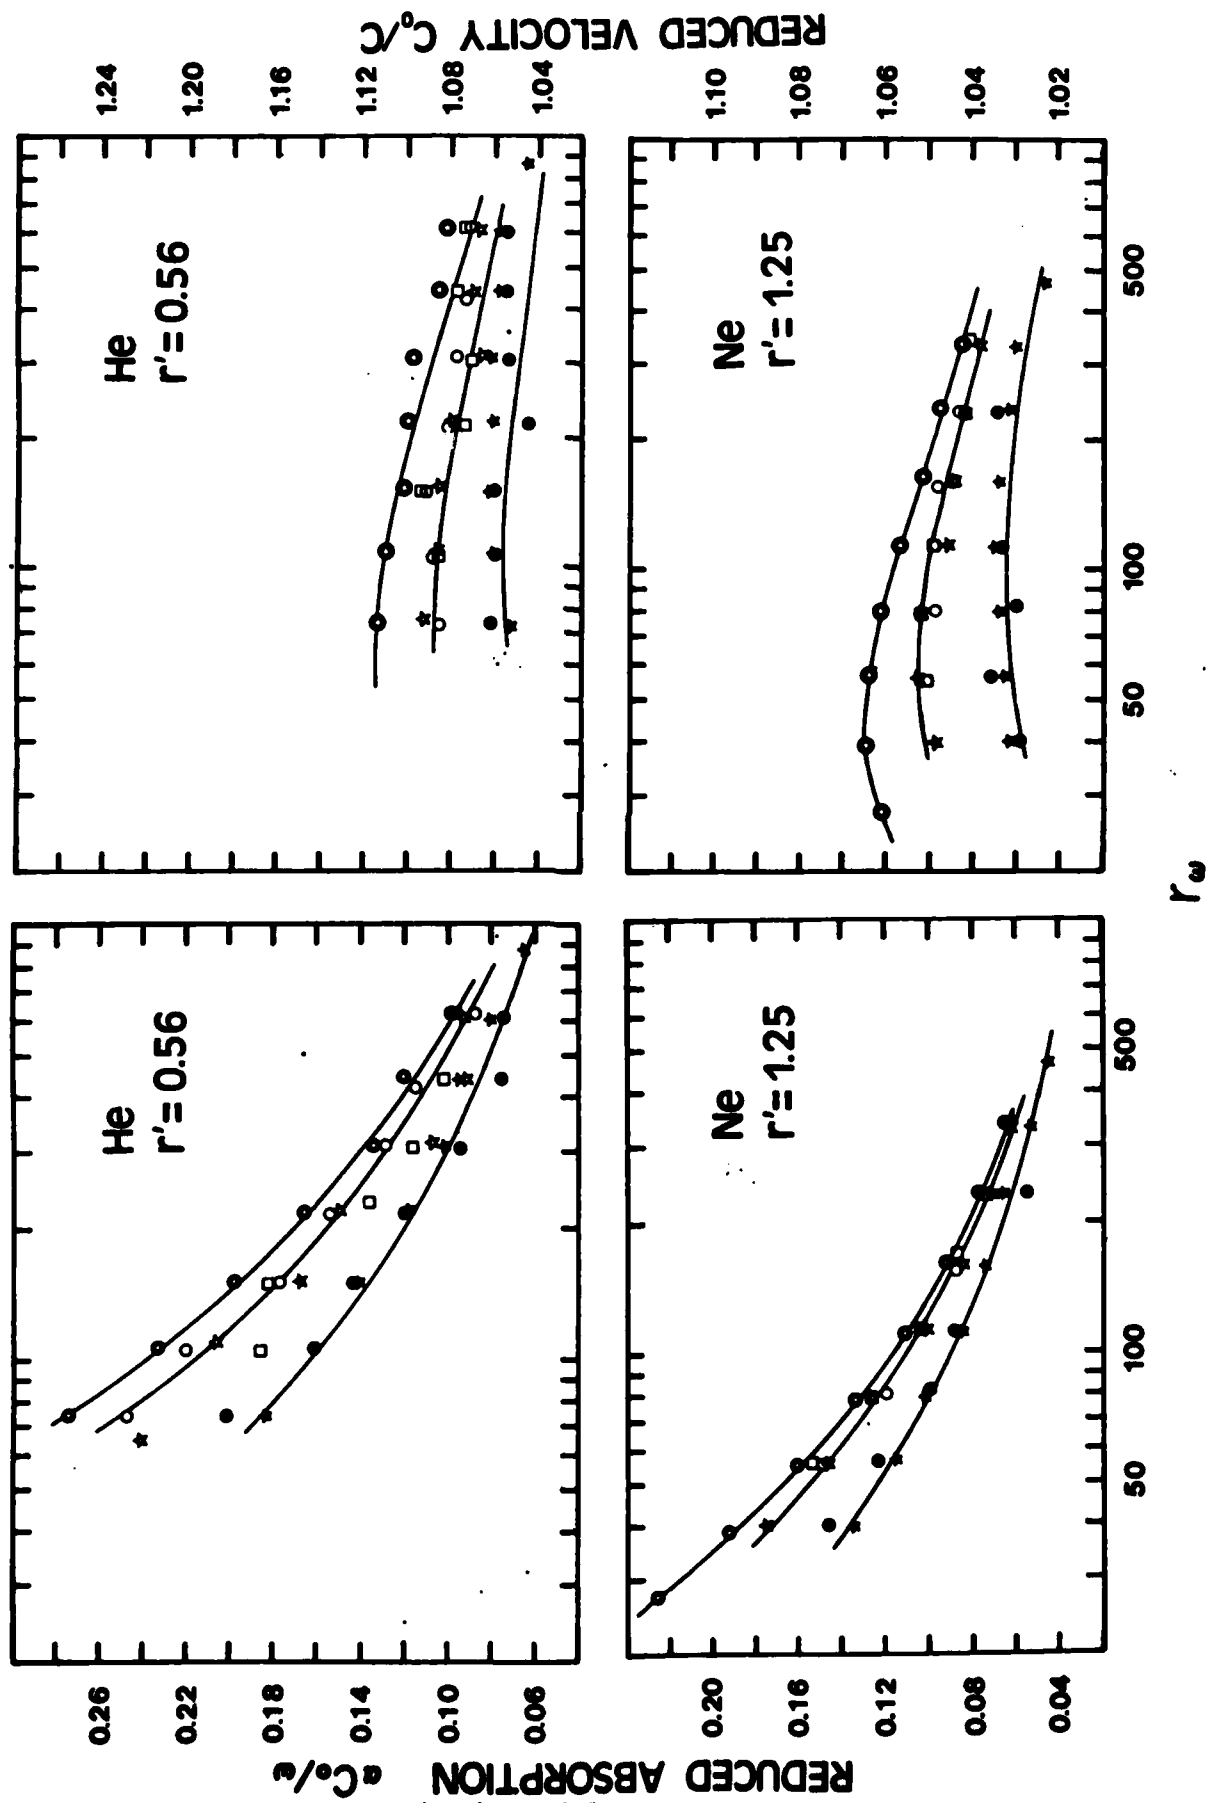 REDUCED ABSORPTION αC₀/ω
0.26
0.22
0.18
0.14
0.10
0.06
He
r' = 0.56
He
r' = 0.56
1.24
1.20
1.16
1.12
1.08
1.04
REDUCED VELOCITY C₀/C
0.20
0.16
0.12
0.08
0.04
Ne
r' = 1.25
Ne
r' = 1.25
1.10
1.08
1.06
1.04
1.02
50
100
500
50
100
500
rω